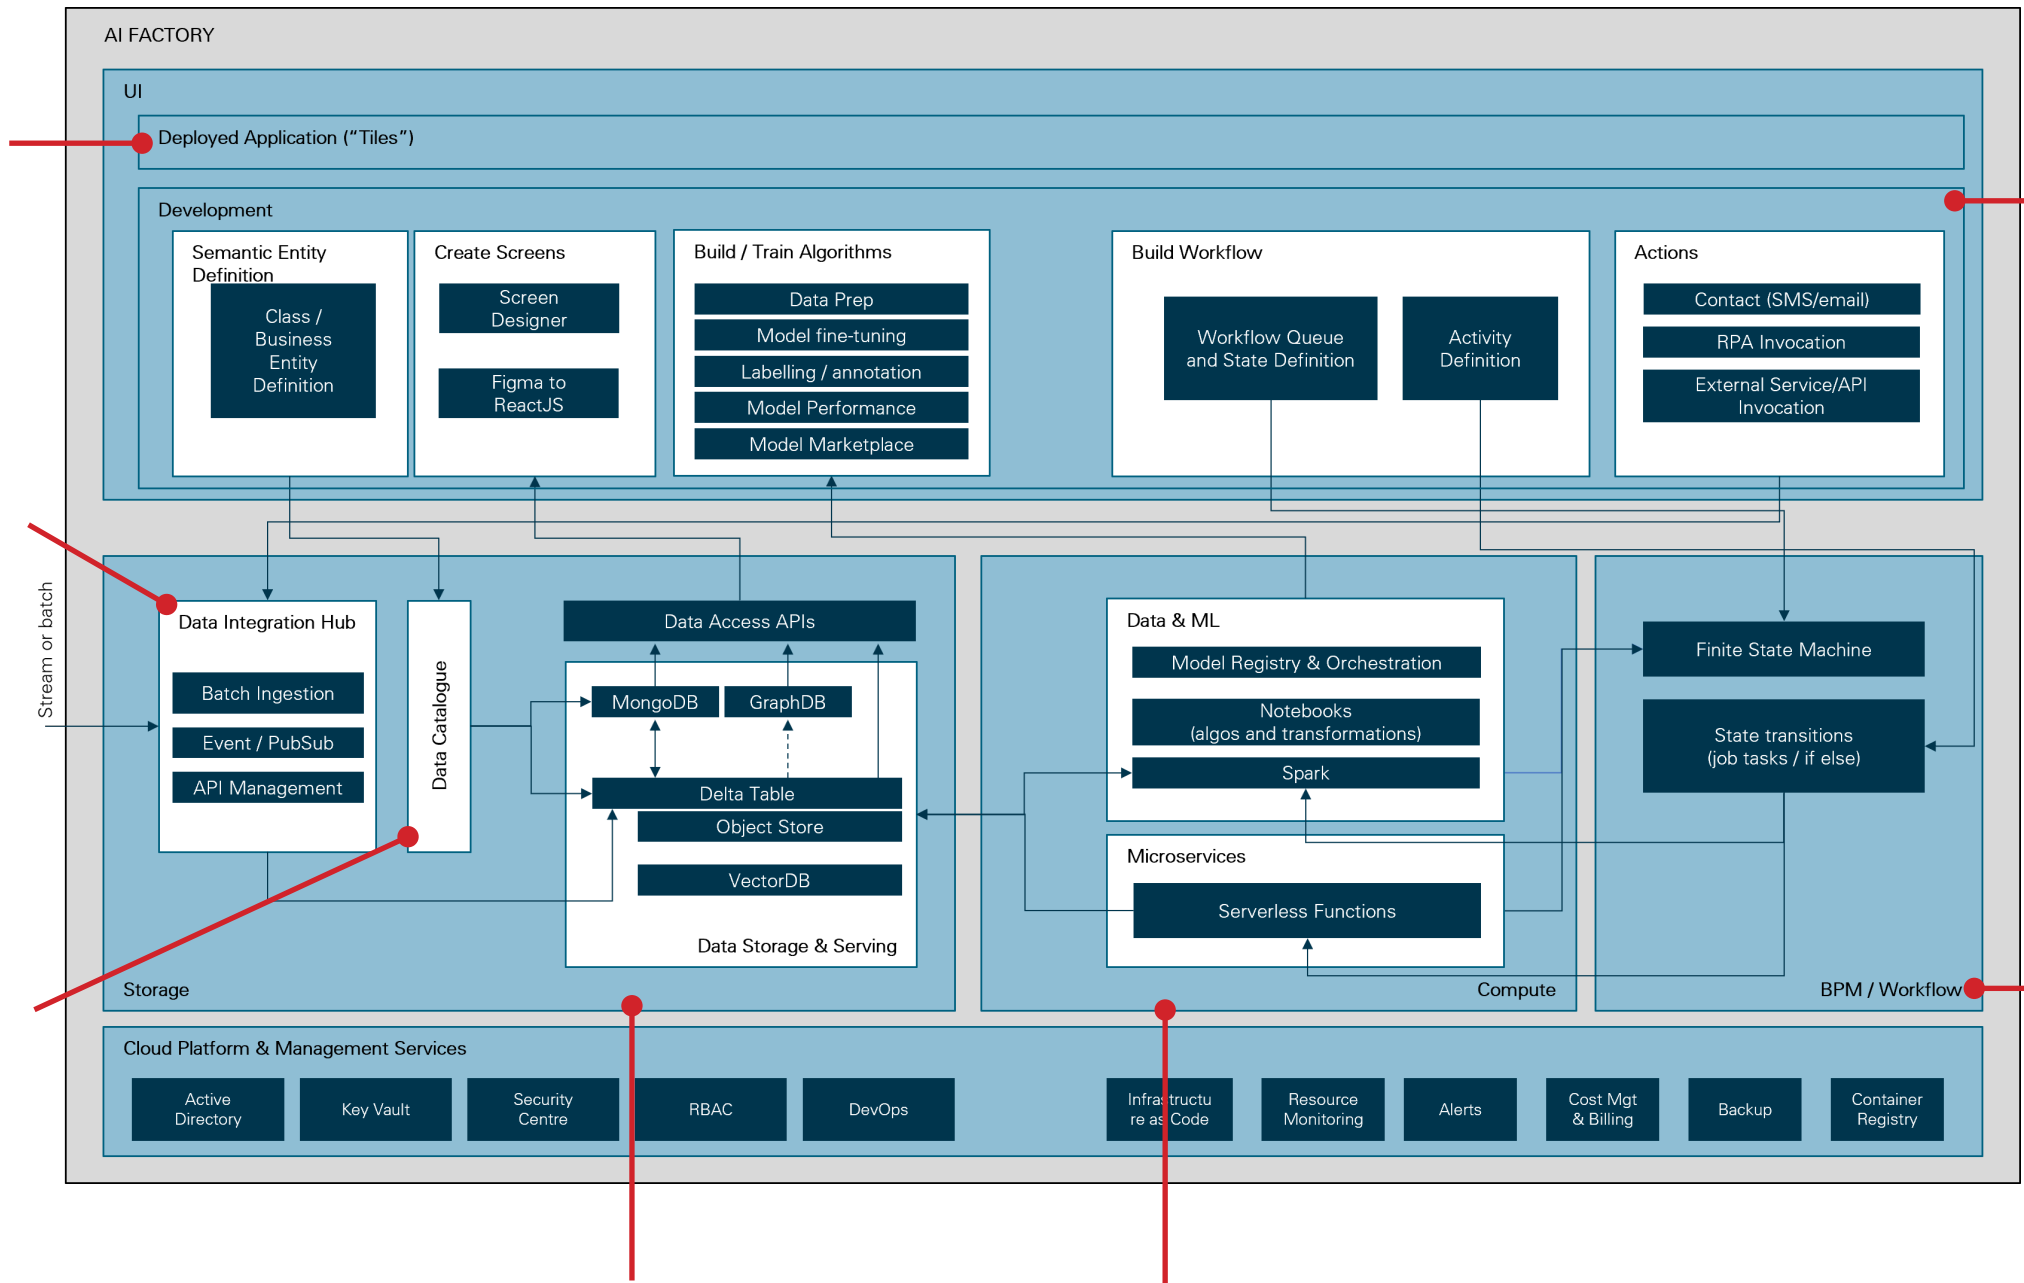 AI FACTORY
UI
Deployed Application (“Tiles”)
Development
Semantic Entity
Definition
Class /
Business
Entity
Definition
Create Screens
Screen
Designer
Figma to
ReactJS
Build / Train Algorithms
Data Prep
Model fine-tuning
Labelling / annotation
Model Performance
Model Marketplace
Build Workflow
Workflow Queue
and State Definition
Activity
Definition
Actions
Contact (SMS/email)
RPA Invocation
External Service/API
Invocation
Stream or batch
Data Integration Hub
Batch Ingestion
Event / PubSub
API Management
Data Catalogue
Data Access APIs
MongoDB
GraphDB
Delta Table
Object Store
VectorDB
Data Storage & Serving
Storage
Data & ML
Model Registry & Orchestration
Notebooks
(algos and transformations)
Spark
Microservices
Serverless Functions
Compute
Finite State Machine
State transitions
(job tasks / if else)
BPM / Workflow
Cloud Platform & Management Services
Active
Directory
Key Vault
Security
Centre
RBAC
DevOps
Infrastructu
re as Code
Resource
Monitoring
Alerts
Cost Mgt
& Billing
Backup
Container
Registry